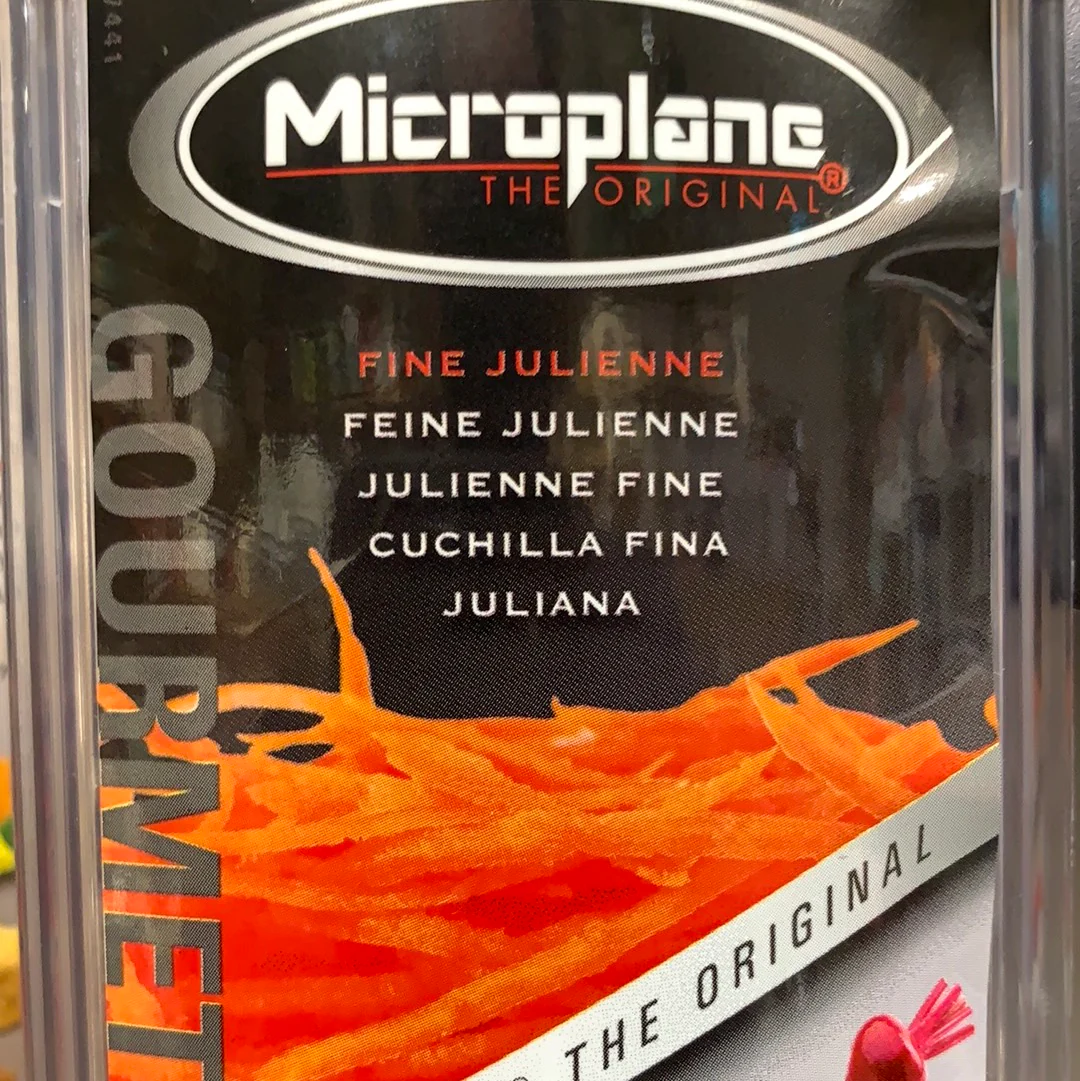 Microplane
THE ORIGINAL®
FINE JULIENNE
FEINE JULIENNE
JULIENNE FINE
CUCHILLA FINA
JULIANA
GOURMET
THE ORIGINAL